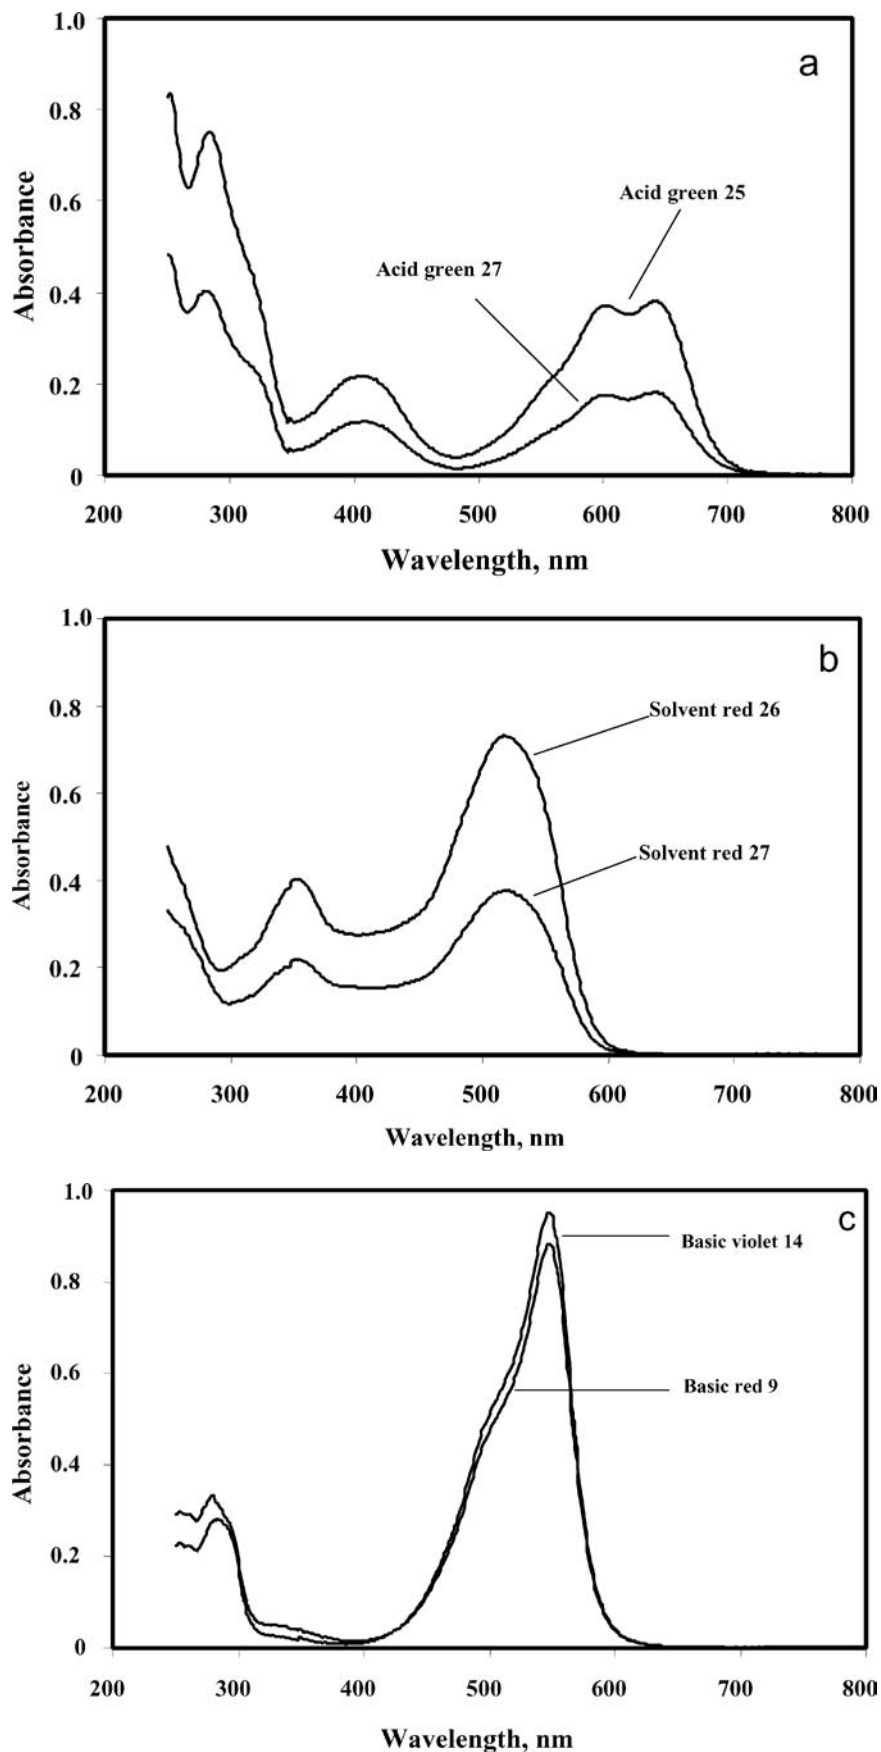 1.0
a
0.8
Absorbance
0.6
Acid green 25
Acid green 27
0.4
0.2
0
200 300 400 500 600 700 800
Wavelength, nm
1.0
b
0.8
Solvent red 26
Absorbance
0.6
Solvent red 27
0.4
0.2
0
200 300 400 500 600 700 800
Wavelength, nm
1.0
c
Basic violet 14
0.8
Absorbance
0.6
Basic red 9
0.4
0.2
0
200 300 400 500 600 700 800
Wavelength, nm